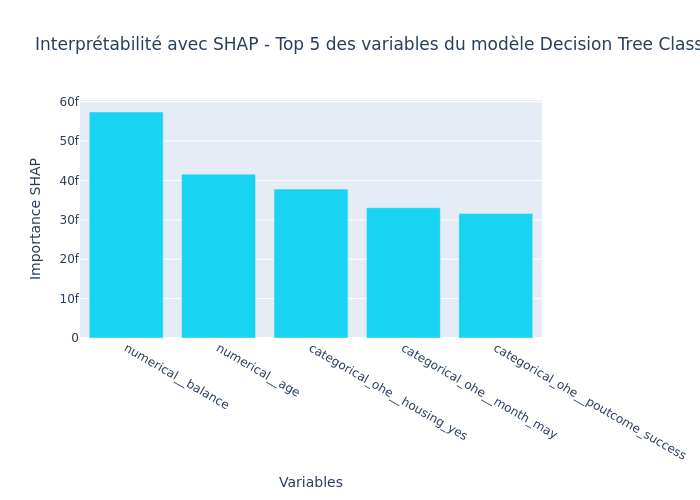 Interprétabilité avec SHAP - Top 5 des variables du modèle Decision Tree Class
60f
50f
40f
30f
20f
10f
0
Importance SHAP
numerical__balance
numerical__age
categorical_ohe__housing_yes
categorical_ohe__month_may
categorical_ohe__poutcome_success
Variables